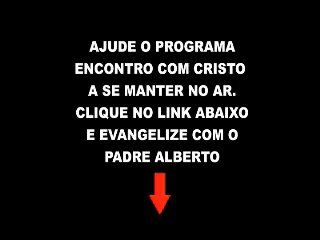 AJUDE O PROGRAMA
ENCONTRO COM CRISTO
A SE MANTER NO AR.
CLIQUE NO LINK ABAIXO
E EVANGELIZE COM O
PADRE ALBERTO